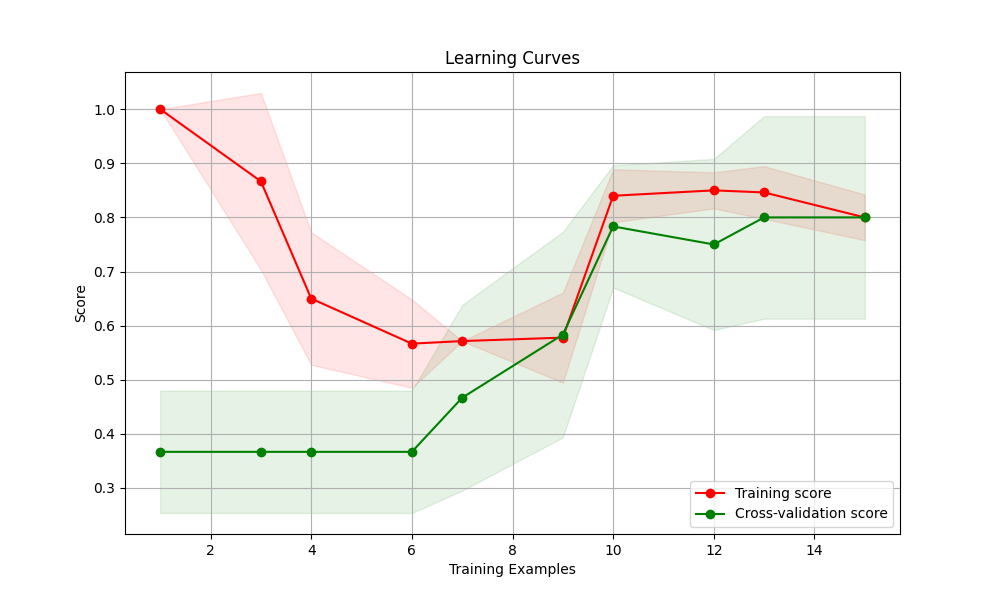 Learning Curves
1.0
0.9
0.8
0.7
0.6
0.5
0.4
0.3
Score
2 4 6 8 10 12 14
Training Examples
Training score
Cross-validation score